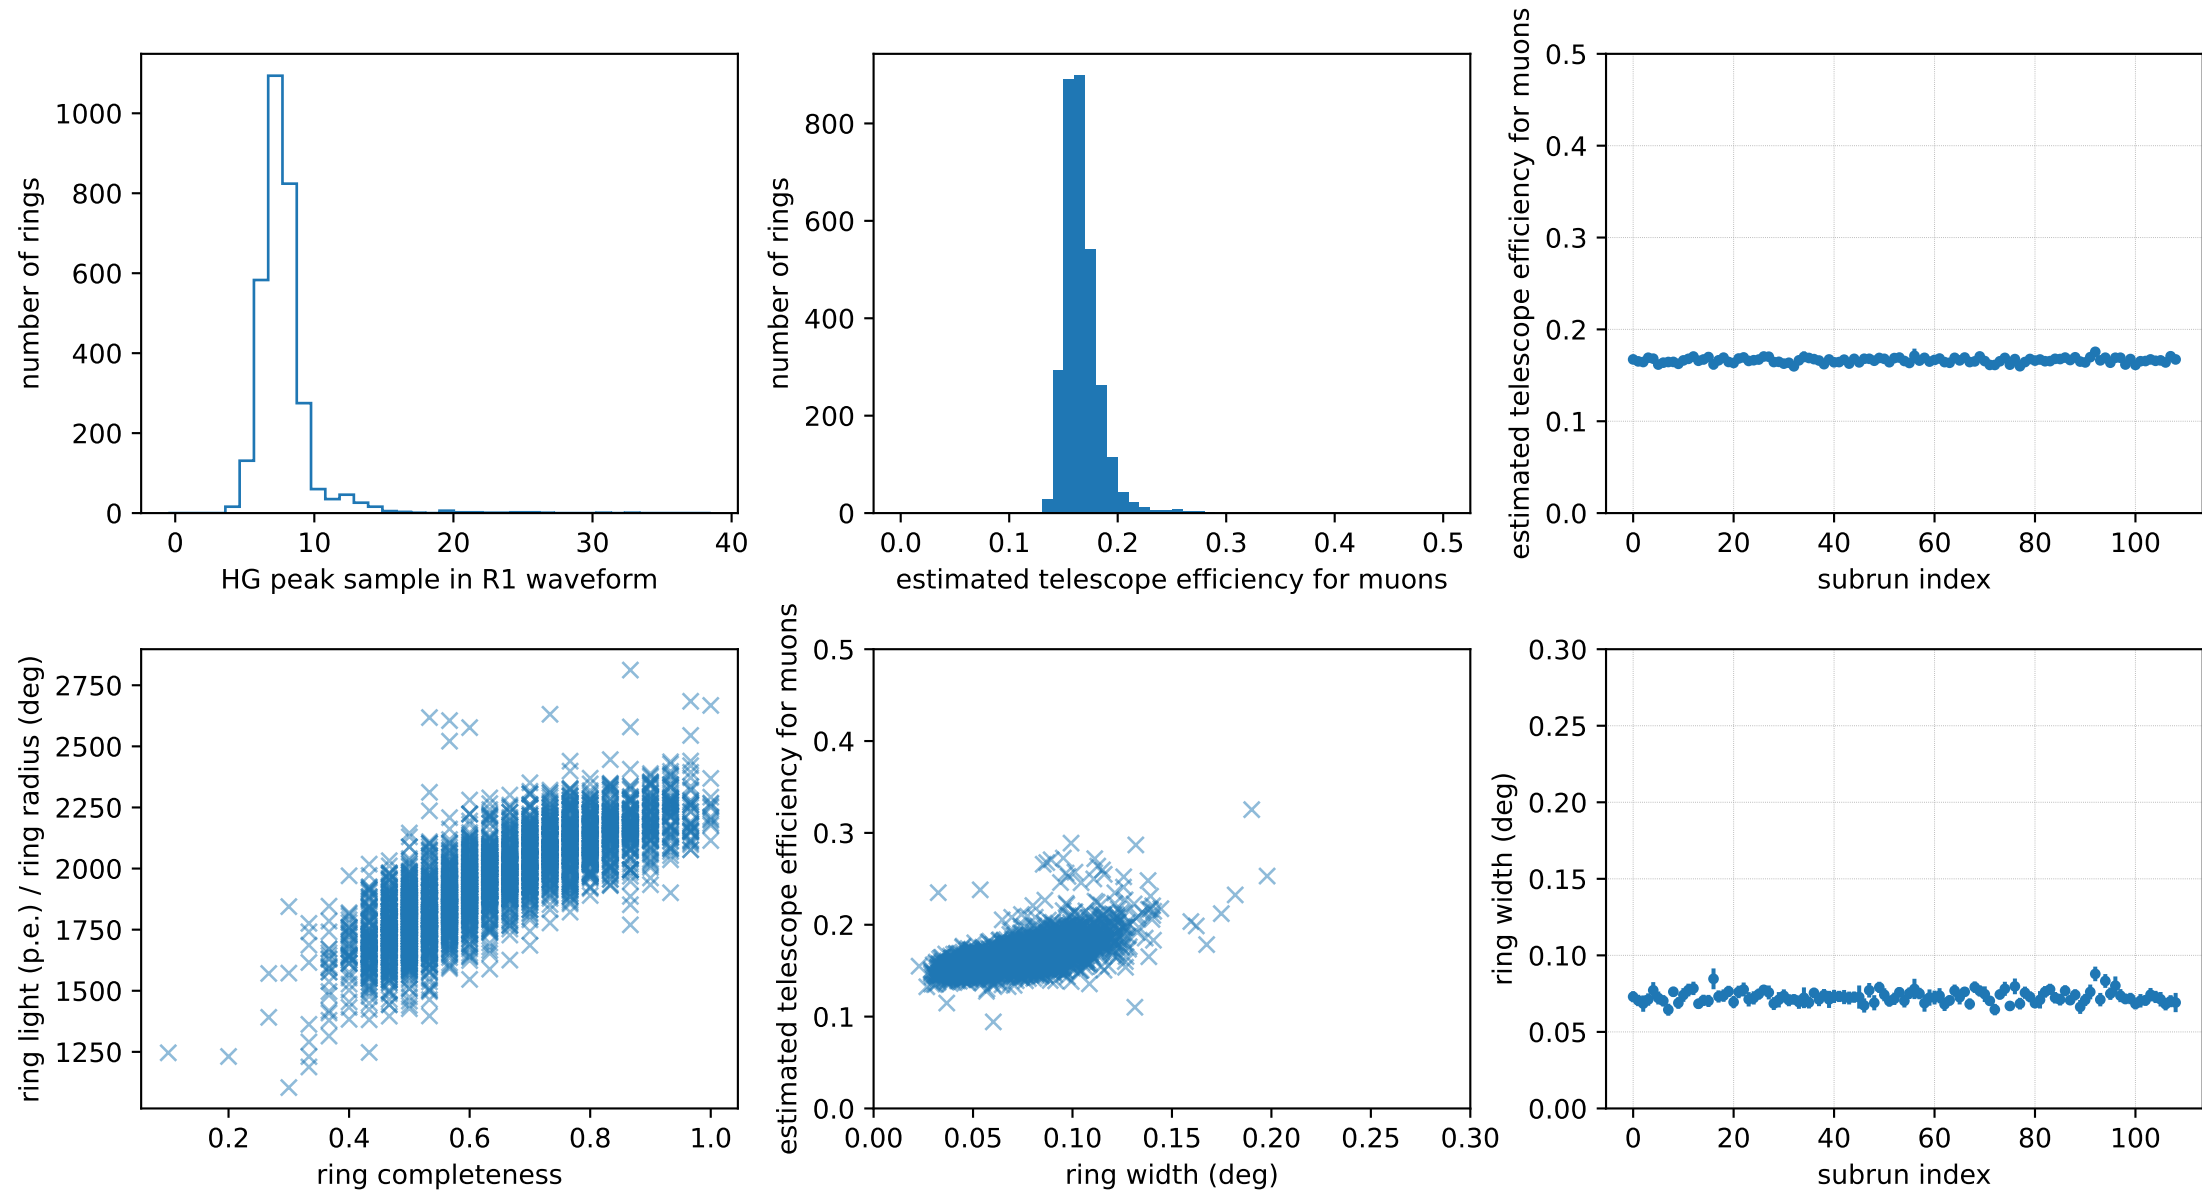 number of rings
1000
800
600
400
200
0
0 10 20 30 40
HG peak sample in R1 waveform
number of rings
800
600
400
200
0
0.0 0.1 0.2 0.3 0.4 0.5
estimated telescope efficiency for muons
estimated telescope efficiency for muons
0.5
0.4
0.3
0.2
0.1
0.0
0 20 40 60 80 100
subrun index
ring light (p.e.) / ring radius (deg)
2750
2500
2250
2000
1750
1500
1250
0.2 0.4 0.6 0.8 1.0
ring completeness
estimated telescope efficiency for muons
0.5
0.4
0.3
0.2
0.1
0.0
0.00 0.05 0.10 0.15 0.20 0.25 0.30
ring width (deg)
ring width (deg)
0.30
0.25
0.20
0.15
0.10
0.05
0.00
0 20 40 60 80 100
subrun index